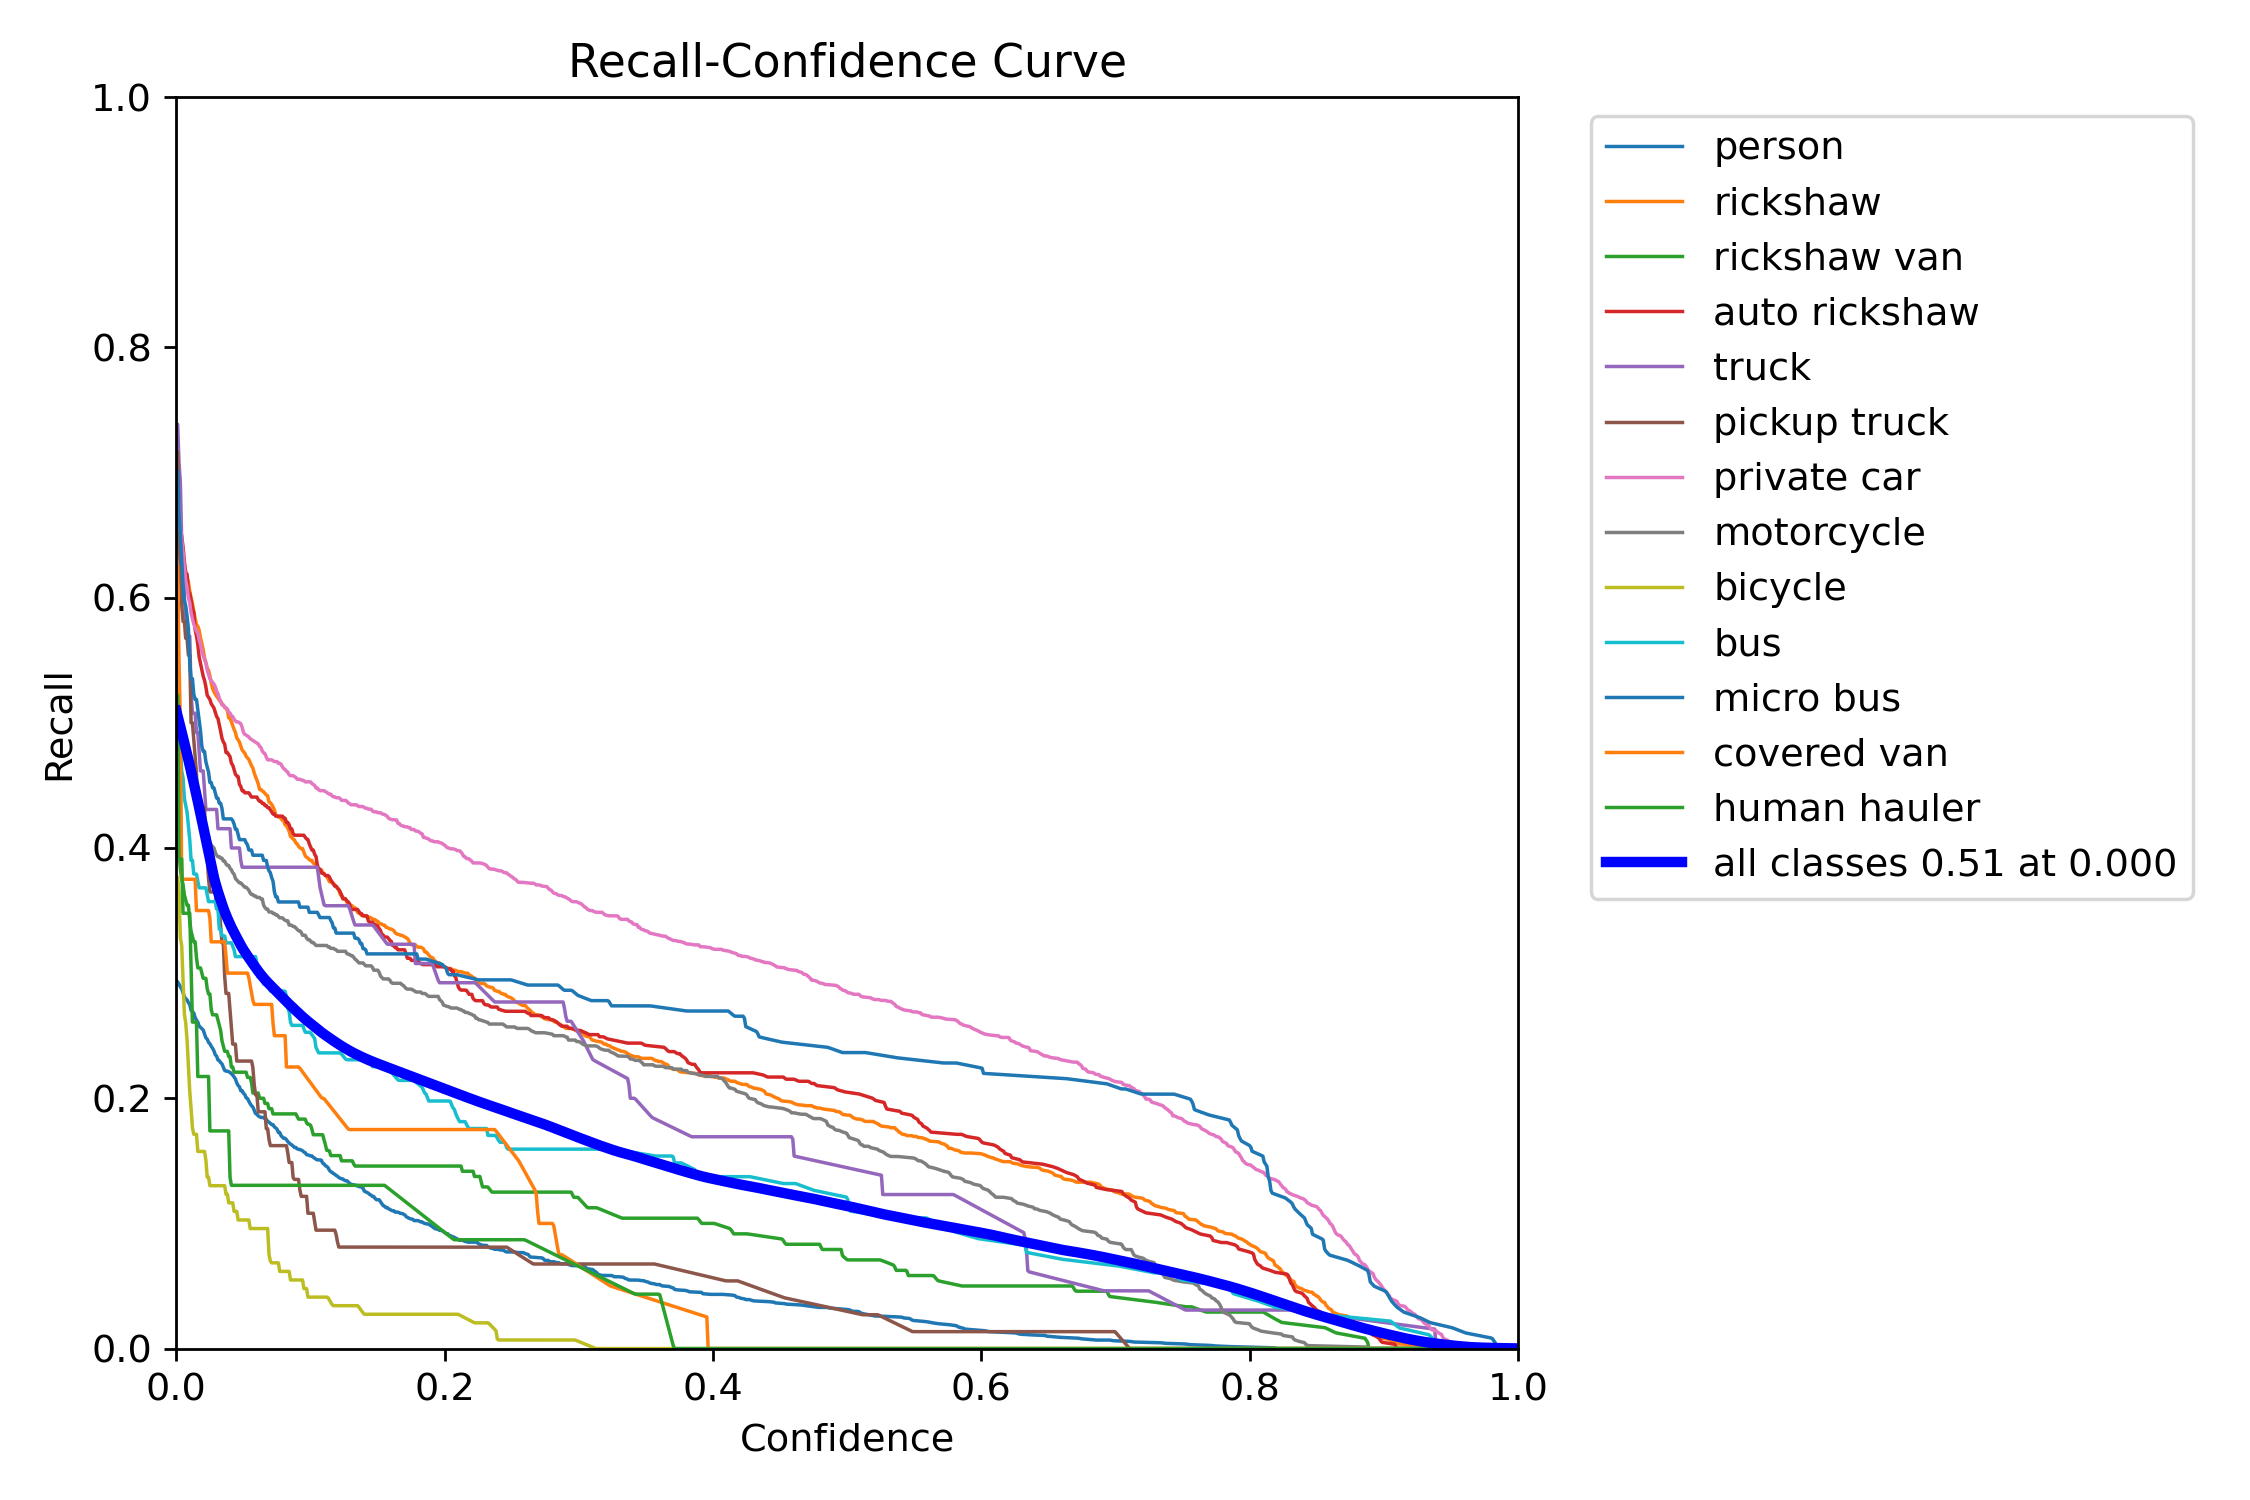 Recall-Confidence Curve
1.0
0.8
0.6
0.4
0.2
0.0
Recall
0.0 0.2 0.4 0.6 0.8 1.0
Confidence
person
rickshaw
rickshaw van
auto rickshaw
truck
pickup truck
private car
motorcycle
bicycle
bus
micro bus
covered van
human hauler
all classes 0.51 at 0.000